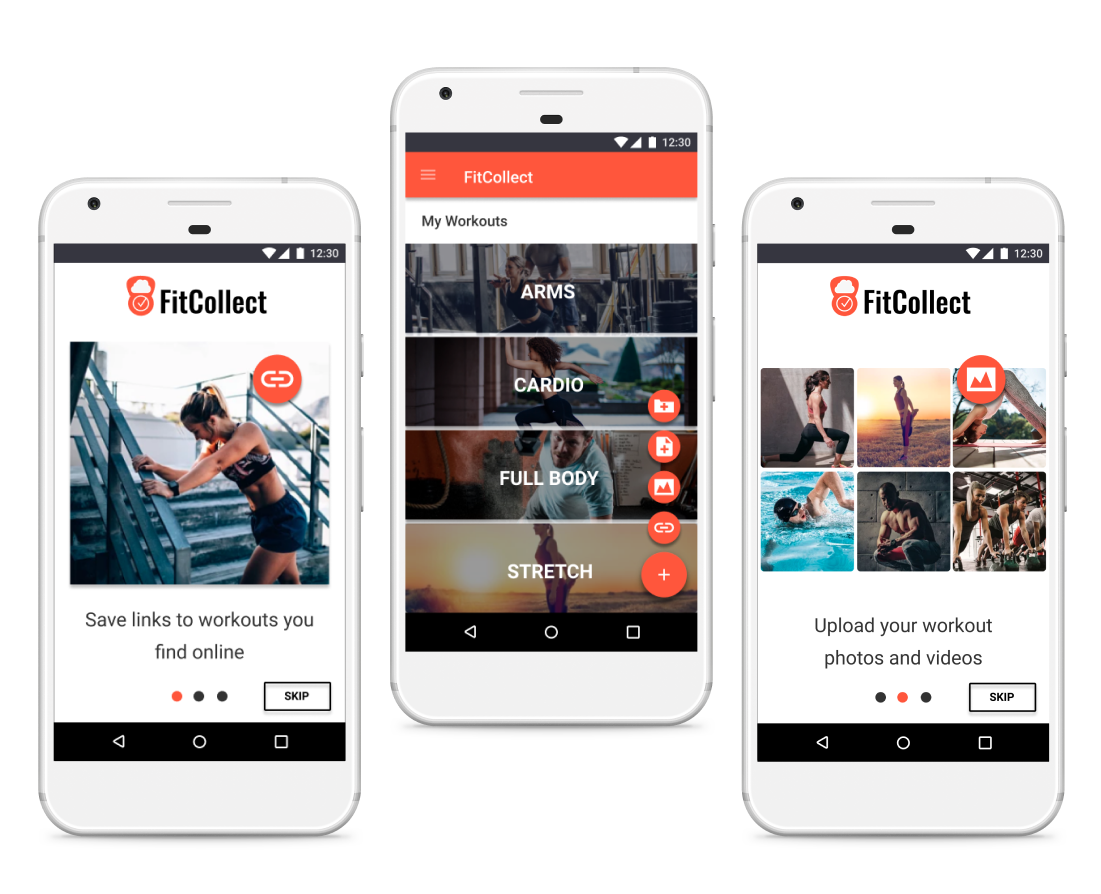 12:30
FitCollect
Save links to workouts you
find online
SKIP
12:30
FitCollect
My Workouts
ARMS
CARDIO
FULL BODY
STRETCH
12:30
FitCollect
Upload your workout
photos and videos
SKIP